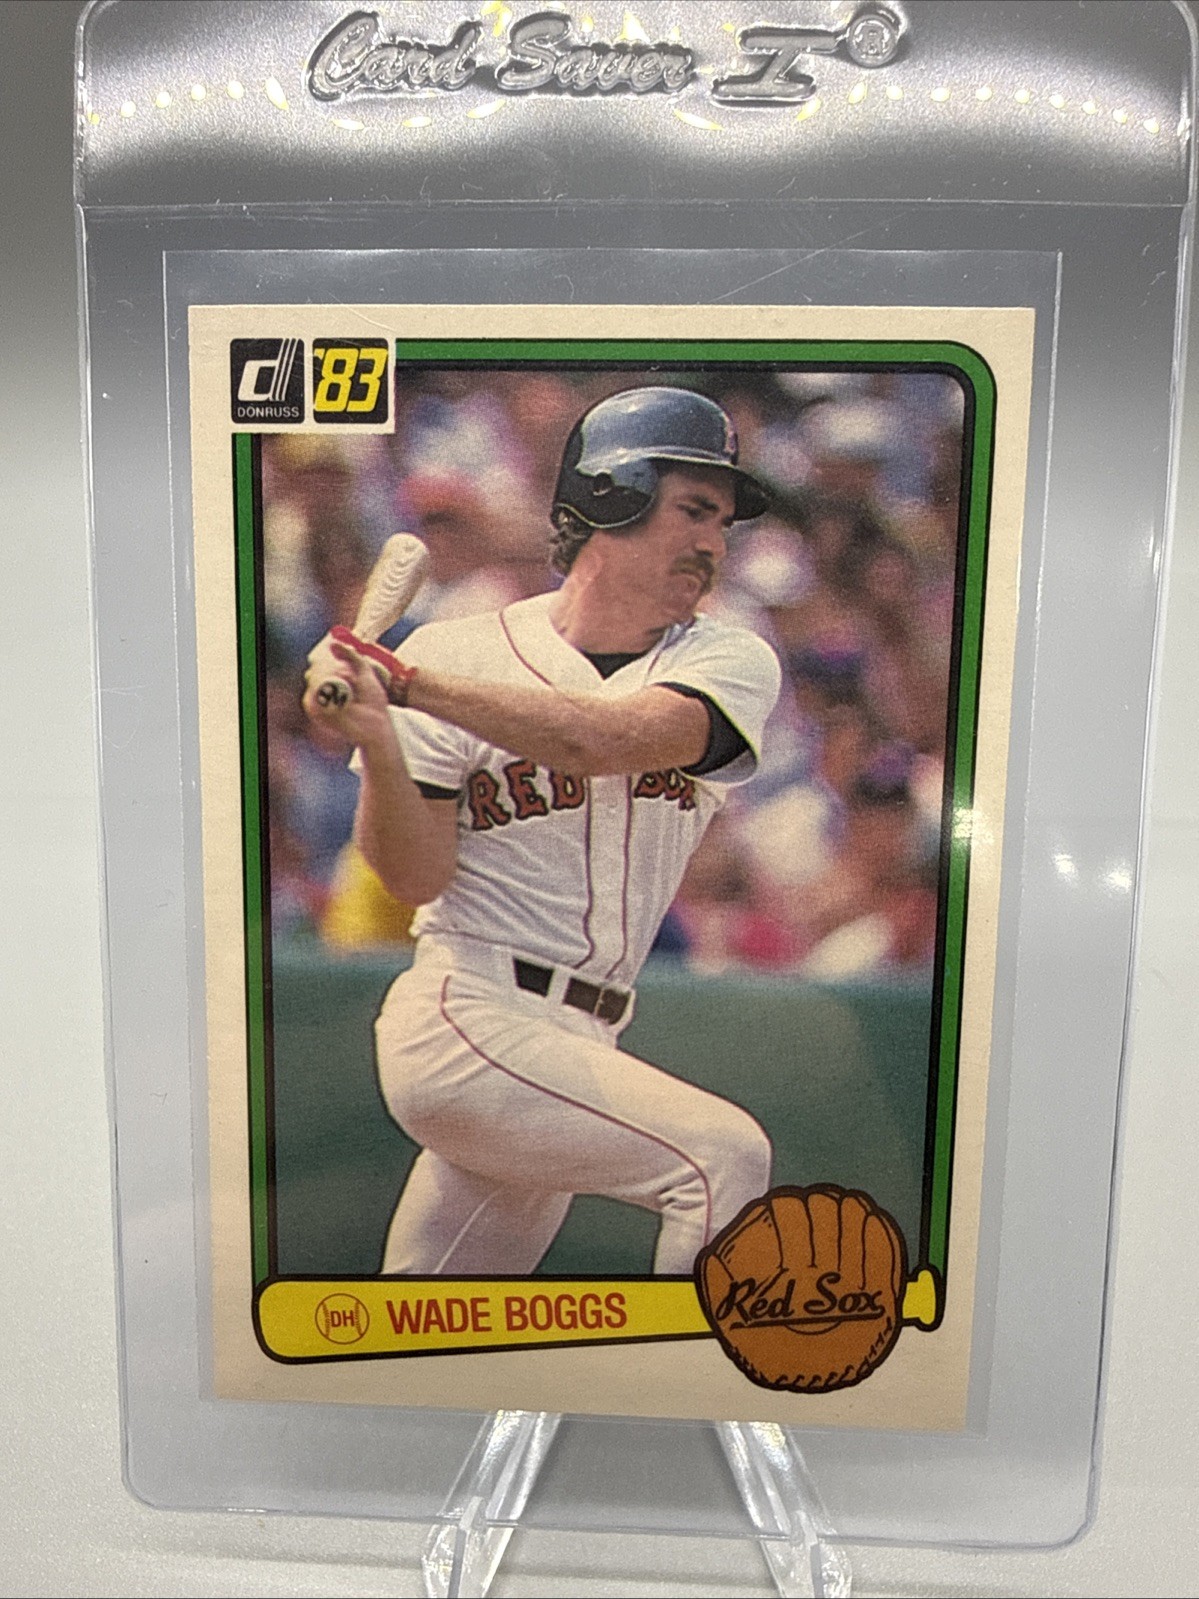 Card Saver I®
d '83
DONRUSS
RED SOX
DH WADE BOGGS
Red Sox